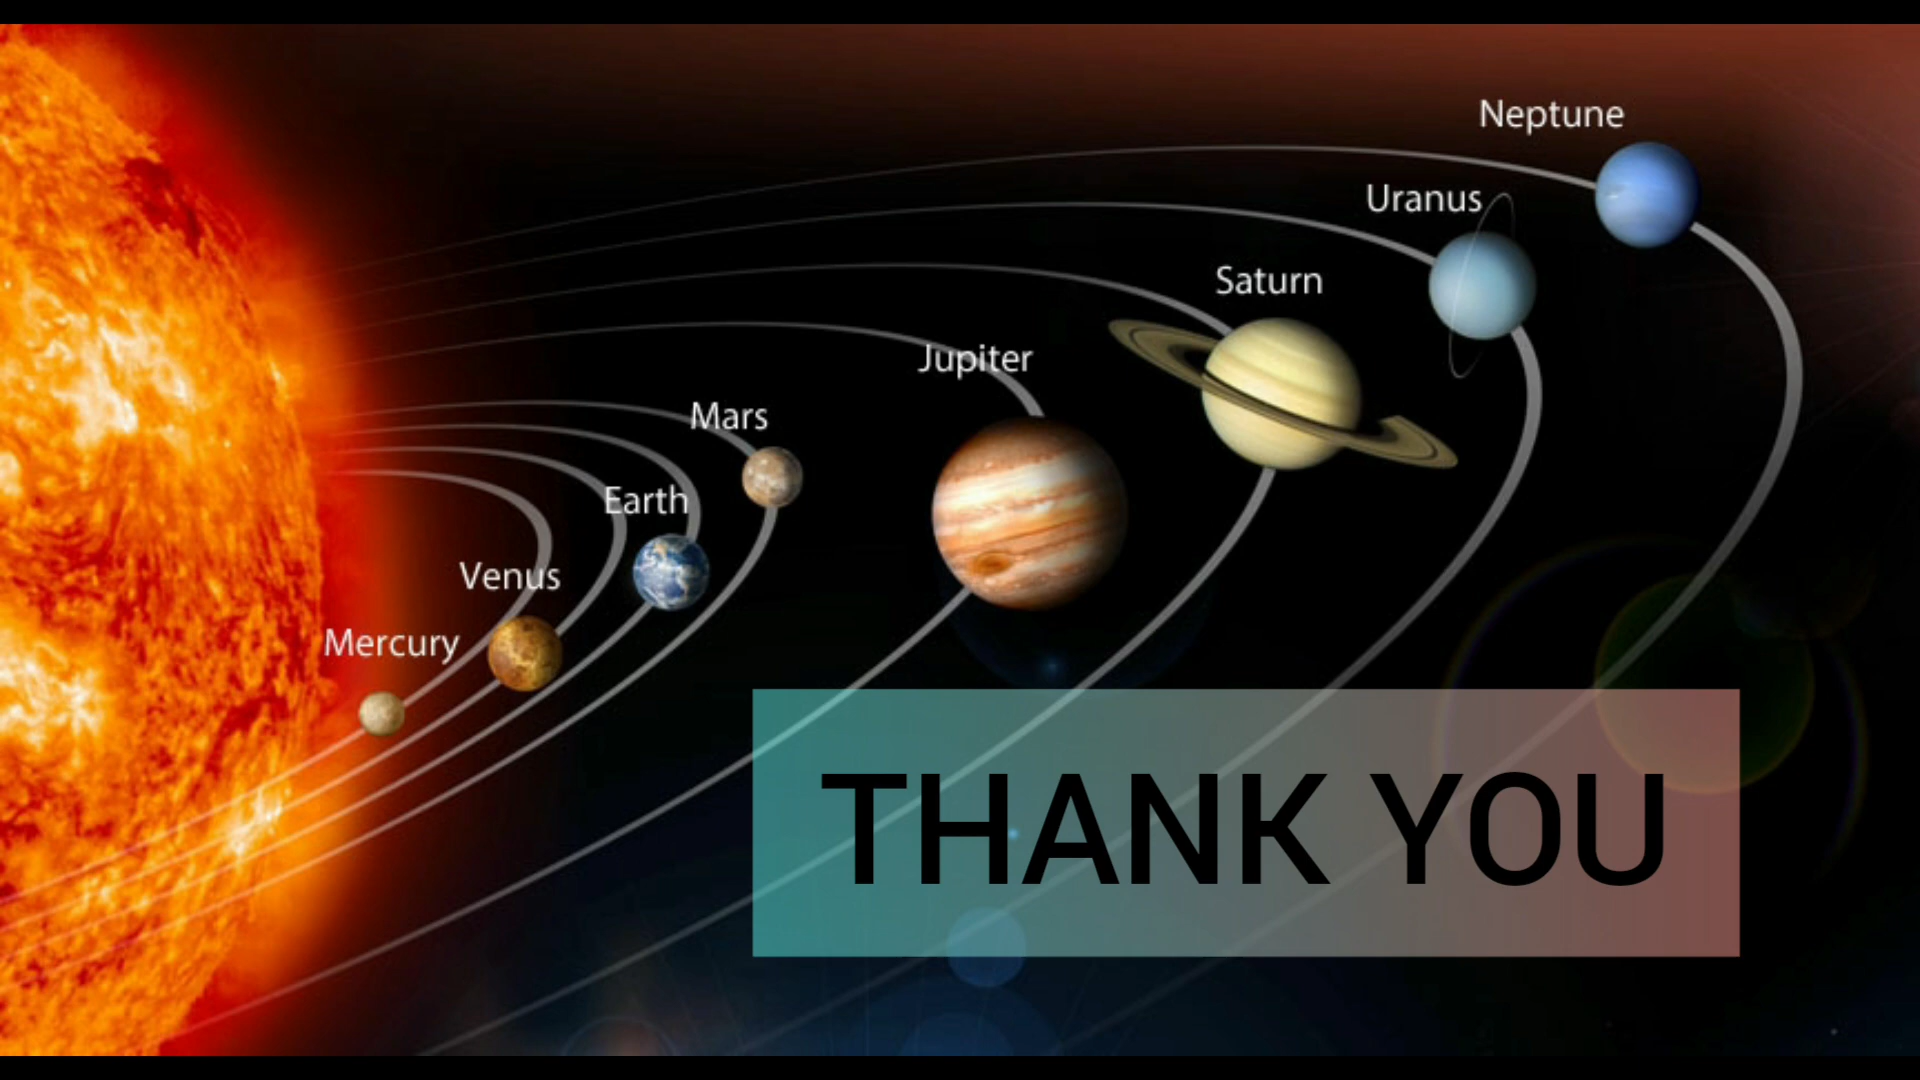 Neptune
Uranus
Saturn
Jupiter
Mars
Earth
Venus
Mercury
THANK YOU